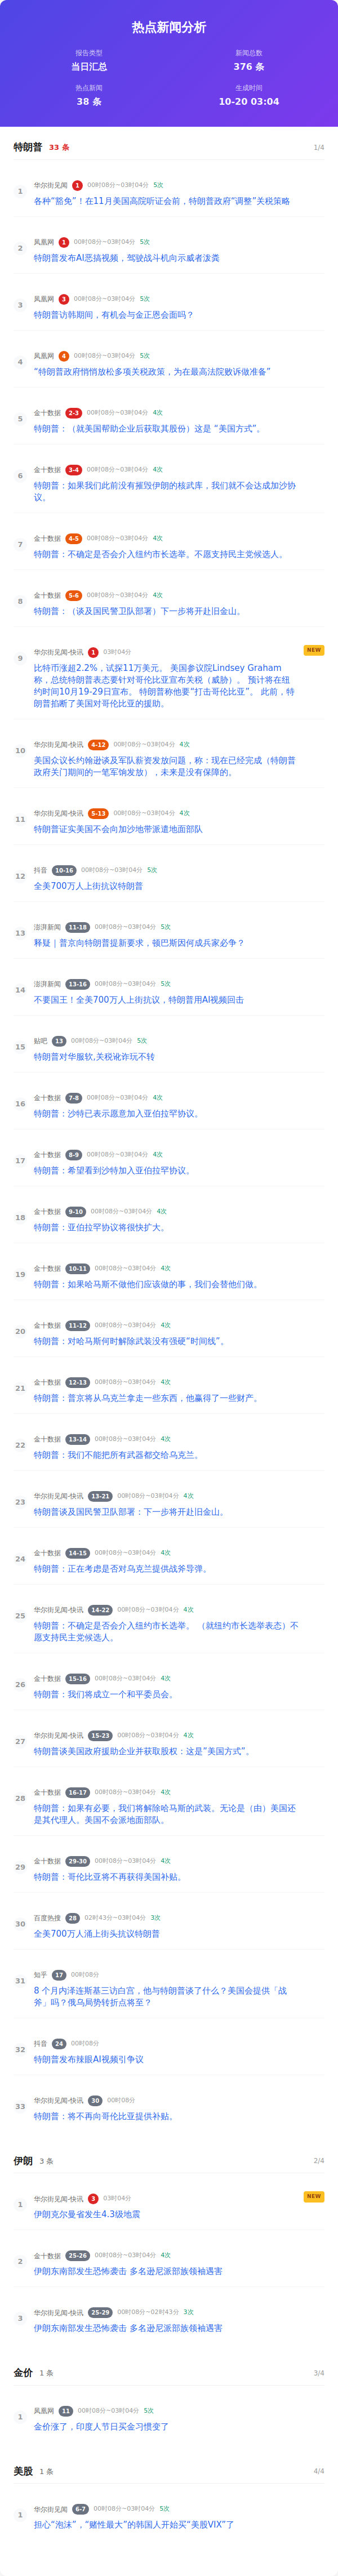 热点新闻分析
报告类型
新闻总数
当日汇总
376 条
热点新闻
生成时间
38 条
10-20 03:04
特朗普 33 条 1/4
1 华尔街见闻 1 00时08分~03时04分 5次
各种“豁免”！在11月美国高院听证会前，特朗普政府“调整”关税策略
2 凤凰网 1 00时08分~03时04分 5次
特朗普发布AI恶搞视频，驾驶战斗机向示威者泼粪
3 凤凰网 3 00时08分~03时04分 5次
特朗普访韩期间，有机会与金正恩会面吗？
4 凤凰网 4 00时08分~03时04分 5次
“特朗普政府悄悄放松多项关税政策，为在最高法院败诉做准备”
5 金十数据 2-3 00时08分~03时04分 4次
特朗普：（就美国帮助企业后获取其股份）这是 “美国方式”。
6 金十数据 3-4 00时08分~03时04分 4次
特朗普：如果我们此前没有摧毁伊朗的核武库，我们就不会达成加沙协
议。
7 金十数据 4-5 00时08分~03时04分 4次
特朗普：不确定是否会介入纽约市长选举。不愿支持民主党候选人。
8 金十数据 5-6 00时08分~03时04分 4次
特朗普：（谈及国民警卫队部署）下一步将开赴旧金山。
9 华尔街见闻-快讯 1 03时04分 NEW
比特币涨超2.2%，试探11万美元。 美国参议院Lindsey Graham
称，总统特朗普表态要针对哥伦比亚宣布关税（威胁）。 预计将在纽
约时间10月19-29日宣布。 特朗普称他要“打击哥伦比亚”。 此前，特
朗普掐断了美国对哥伦比亚的援助。
10 华尔街见闻-快讯 4-12 00时08分~03时04分 4次
美国众议长约翰逊谈及军队薪资发放问题，称：现在已经完成（特朗普
政府关门期间的一笔军饷发放），未来是没有保障的。
11 华尔街见闻-快讯 5-13 00时08分~03时04分 4次
特朗普证实美国不会向加沙地带派遣地面部队
12 抖音 10-16 00时08分~03时04分 5次
全美700万人上街抗议特朗普
13 澎湃新闻 11-18 00时08分~03时04分 5次
释疑｜普京向特朗普提新要求，顿巴斯因何成兵家必争？
14 澎湃新闻 13-16 00时08分~03时04分 5次
不要国王！全美700万人上街抗议，特朗普用AI视频回击
15 贴吧 13 00时08分~03时04分 5次
特朗普对华服软,关税讹诈玩不转
16 金十数据 7-8 00时08分~03时04分 4次
特朗普：沙特已表示愿意加入亚伯拉罕协议。
17 金十数据 8-9 00时08分~03时04分 4次
特朗普：希望看到沙特加入亚伯拉罕协议。
18 金十数据 9-10 00时08分~03时04分 4次
特朗普：亚伯拉罕协议将很快扩大。
19 金十数据 10-11 00时08分~03时04分 4次
特朗普：如果哈马斯不做他们应该做的事，我们会替他们做。
20 金十数据 11-12 00时08分~03时04分 4次
特朗普：对哈马斯何时解除武装没有强硬“时间线”。
21 金十数据 12-13 00时08分~03时04分 4次
特朗普：普京将从乌克兰拿走一些东西，他赢得了一些财产。
22 金十数据 13-14 00时08分~03时04分 4次
特朗普：我们不能把所有武器都交给乌克兰。
23 华尔街见闻-快讯 13-21 00时08分~03时04分 4次
特朗普谈及国民警卫队部署：下一步将开赴旧金山。
24 金十数据 14-15 00时08分~03时04分 4次
特朗普：正在考虑是否对乌克兰提供战斧导弹。
25 华尔街见闻-快讯 14-22 00时08分~03时04分 4次
特朗普：不确定是否会介入纽约市长选举。 （就纽约市长选举表态）不
愿支持民主党候选人。
26 金十数据 15-16 00时08分~03时04分 4次
特朗普：我们将成立一个和平委员会。
27 华尔街见闻-快讯 15-23 00时08分~03时04分 4次
特朗普谈美国政府援助企业并获取股权：这是“美国方式”。
28 金十数据 16-17 00时08分~03时04分 4次
特朗普：如果有必要，我们将解除哈马斯的武装。无论是（由）美国还
是其代理人。美国不会派地面部队。
29 金十数据 29-30 00时08分~03时04分 4次
特朗普：哥伦比亚将不再获得美国补贴。
30 百度热搜 28 02时43分~03时04分 3次
全美700万人涌上街头抗议特朗普
31 知乎 17 00时08分
8 个月内泽连斯基三访白宫，他与特朗普谈了什么？美国会提供「战
斧」吗？俄乌局势转折点将至？
32 抖音 24 00时08分
特朗普发布辣眼AI视频引争议
33 华尔街见闻-快讯 30 00时08分
特朗普：将不再向哥伦比亚提供补贴。
伊朗 3 条 2/4
1 华尔街见闻-快讯 3 03时04分 NEW
伊朗克尔曼省发生4.3级地震
2 金十数据 25-26 00时08分~03时04分 4次
伊朗东南部发生恐怖袭击 多名逊尼派部族领袖遇害
3 华尔街见闻-快讯 25-29 00时08分~02时43分 3次
伊朗东南部发生恐怖袭击 多名逊尼派部族领袖遇害
金价 1 条 3/4
1 凤凰网 11 00时08分~03时04分 5次
金价涨了，印度人节日买金习惯变了
美股 1 条 4/4
1 华尔街见闻 6-7 00时08分~03时04分 5次
担心“泡沫”，“赌性最大”的韩国人开始买“美股VIX”了